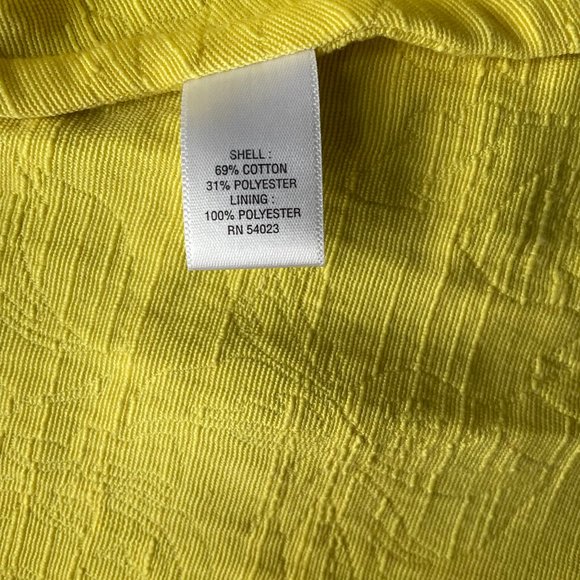 SHELL :
69% COTTON
31% POLYESTER
LINING :
100% POLYESTER
RN 54023